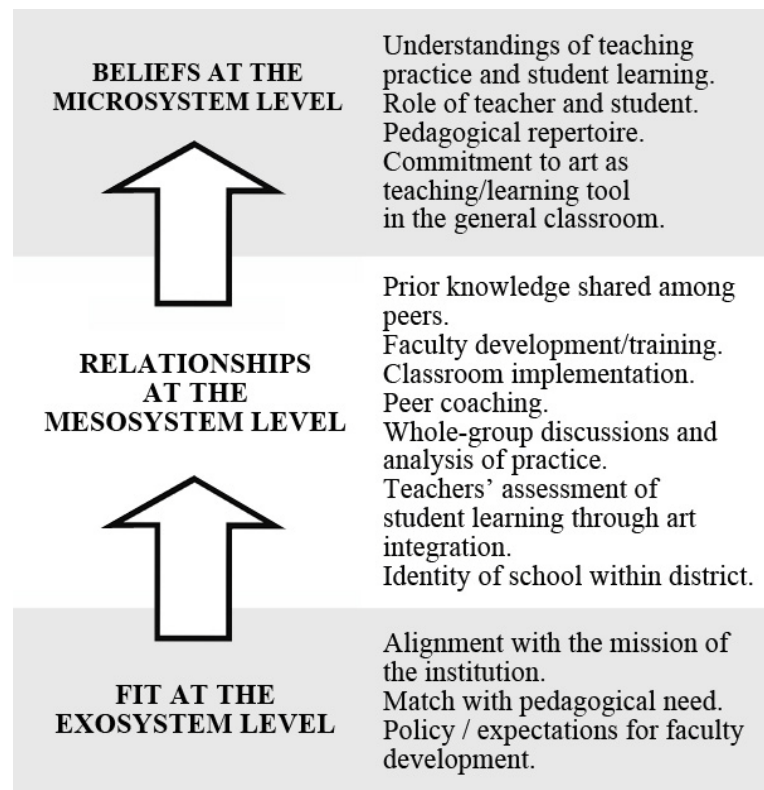 BELIEFS AT THE
MICROSYSTEM LEVEL
Understandings of teaching
practice and student learning.
Role of teacher and student.
Pedagogical repertoire.
Commitment to art as
teaching/learning tool
in the general classroom.
RELATIONSHIPS
AT THE
MESOSYSTEM LEVEL
Prior knowledge shared among
peers.
Faculty development/training.
Classroom implementation.
Peer coaching.
Whole-group discussions and
analysis of practice.
Teachers’ assessment of
student learning through art
integration.
Identity of school within district.
FIT AT THE
EXOSYSTEM LEVEL
Alignment with the mission of
the institution.
Match with pedagogical need.
Policy / expectations for faculty
development.